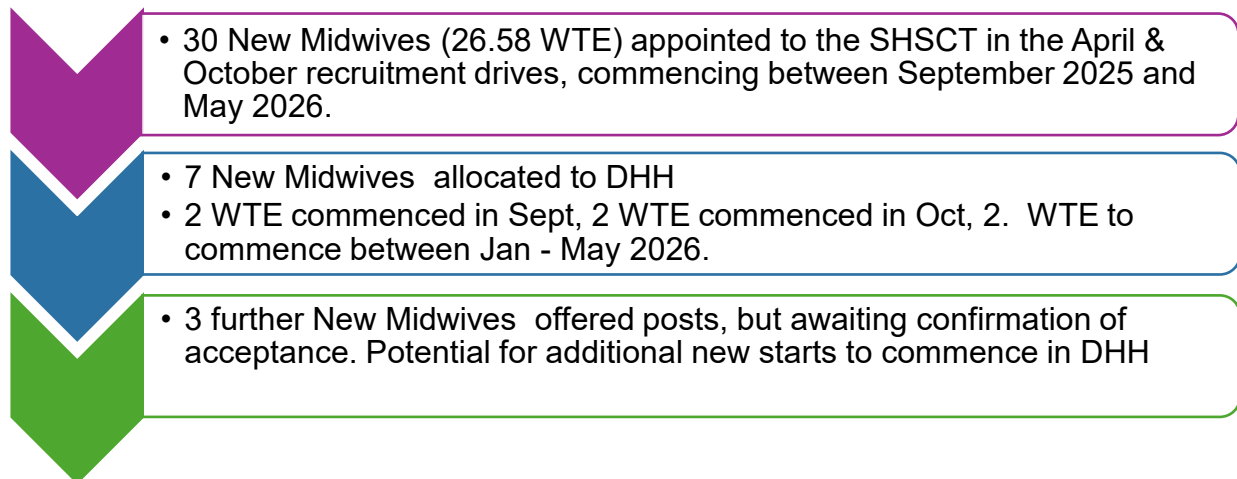 • 30 New Midwives (26.58 WTE) appointed to the SHSCT in the April &
October recruitment drives, commencing between September 2025 and
May 2026.
• 7 New Midwives  allocated to DHH
• 2 WTE commenced in Sept, 2 WTE commenced in Oct, 2.  WTE to
commence between Jan - May 2026.
• 3 further New Midwives  offered posts, but awaiting confirmation of
acceptance. Potential for additional new starts to commence in DHH